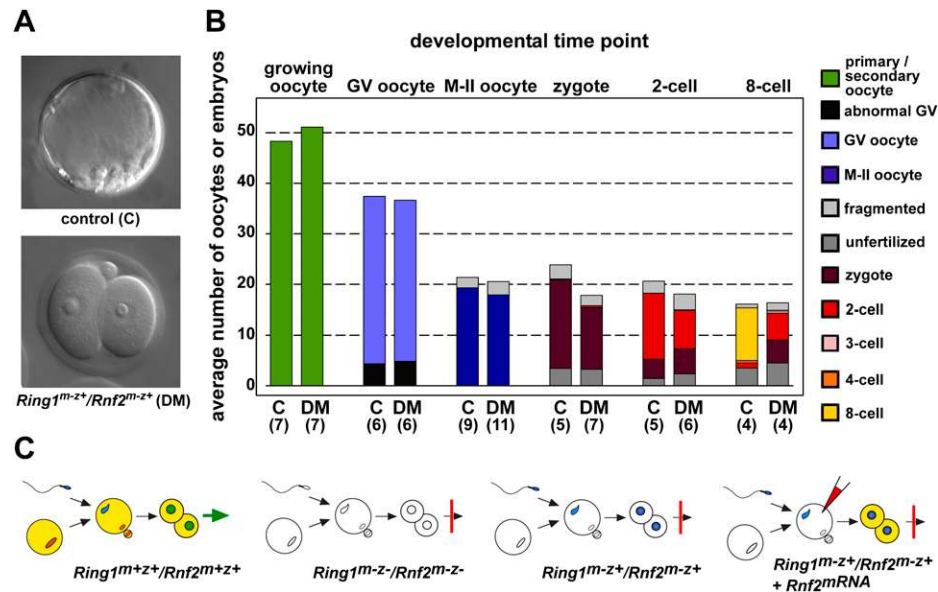 A
control (C)
Ring1m-z+/Rnf2m-z+ (DM)
B
developmental time point
growing
oocyte
GV oocyte
M-II oocyte
zygote
2-cell
8-cell
average number of oocytes or embryos
50
40
30
20
10
0
C
DM
C
DM
C
DM
C
DM
C
DM
C
DM
(7)
(7)
(6)
(6)
(9)
(11)
(5)
(7)
(5)
(6)
(4)
(4)
primary /
secondary
oocyte
abnormal GV
GV oocyte
M-II oocyte
fragmented
unfertilized
zygote
2-cell
3-cell
4-cell
8-cell
C
Ring1m+z+/Rnf2m+z+
Ring1m-z-/Rnf2m-z-
Ring1m-z+/Rnf2m-z+
Ring1m-z+/Rnf2m-z+
+ Rnf2mRNA